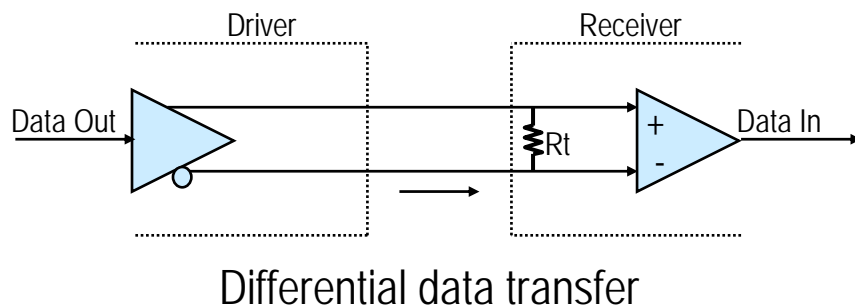 Driver
Receiver
Data Out
+
Data In
Rt
-
Differential data transfer